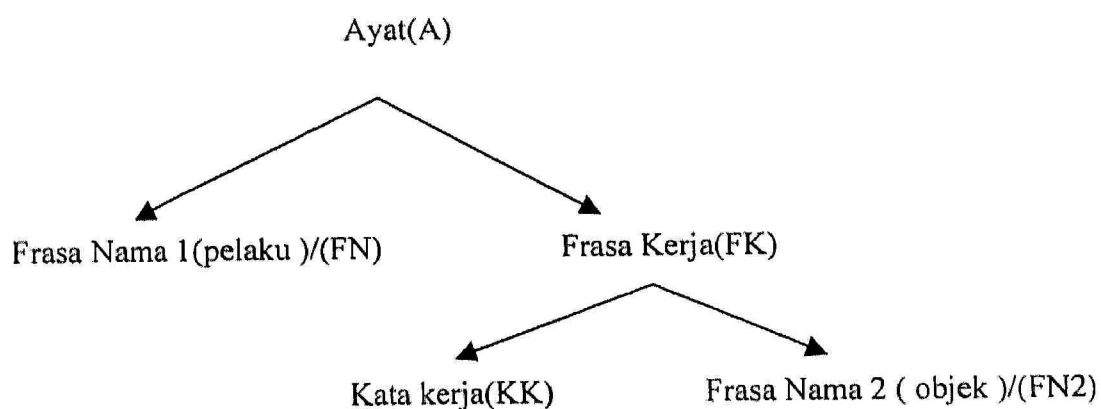 Ayat(A)
Frasa Nama 1(pelaku )/(FN)
Frasa Kerja(FK)
Kata kerja(KK)
Frasa Nama 2 ( objek )/(FN2)